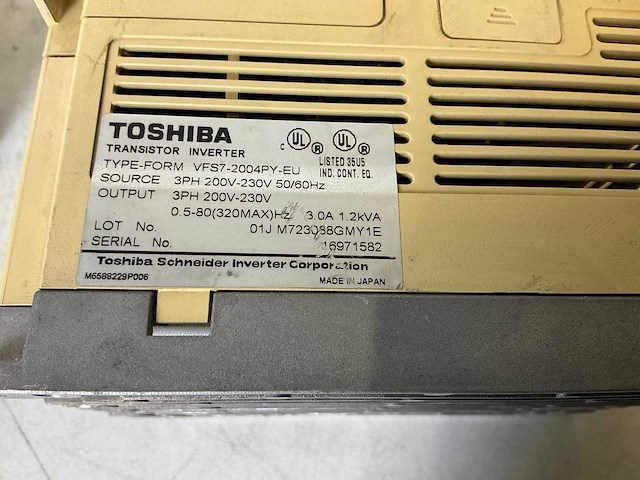 TOSHIBA
TRANSISTOR INVERTER
C UL R UL R
LISTED 35U5
IND. CONT. EQ.
TYPE-FORM VFS7-2004PY-EU
SOURCE 3PH 200V-230V 50/60Hz
OUTPUT 3PH 200V-230V
0.5-80(320MAX)Hz 3.0A 1.2kVA
LOT No. 01J M723088GMY1E
SERIAL No. 16971582
Toshiba Schneider Inverter Corporation
M6588229P006 MADE IN JAPAN